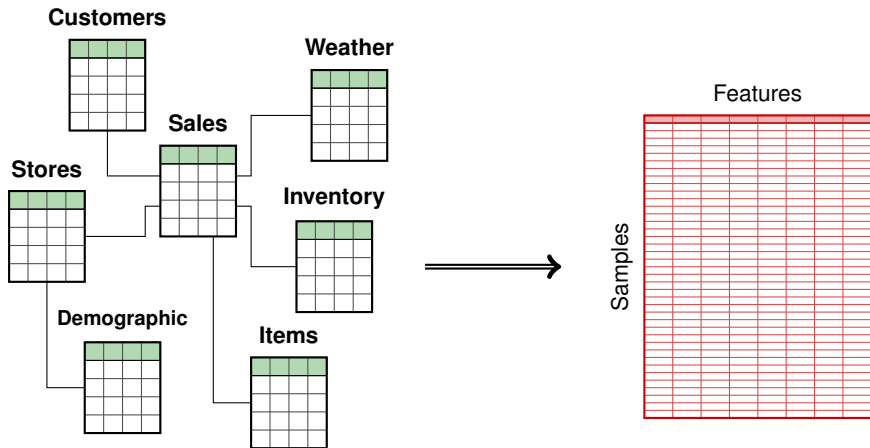 Customers
Weather
Sales
Stores
Inventory
Demographic
Items
Features
Samples